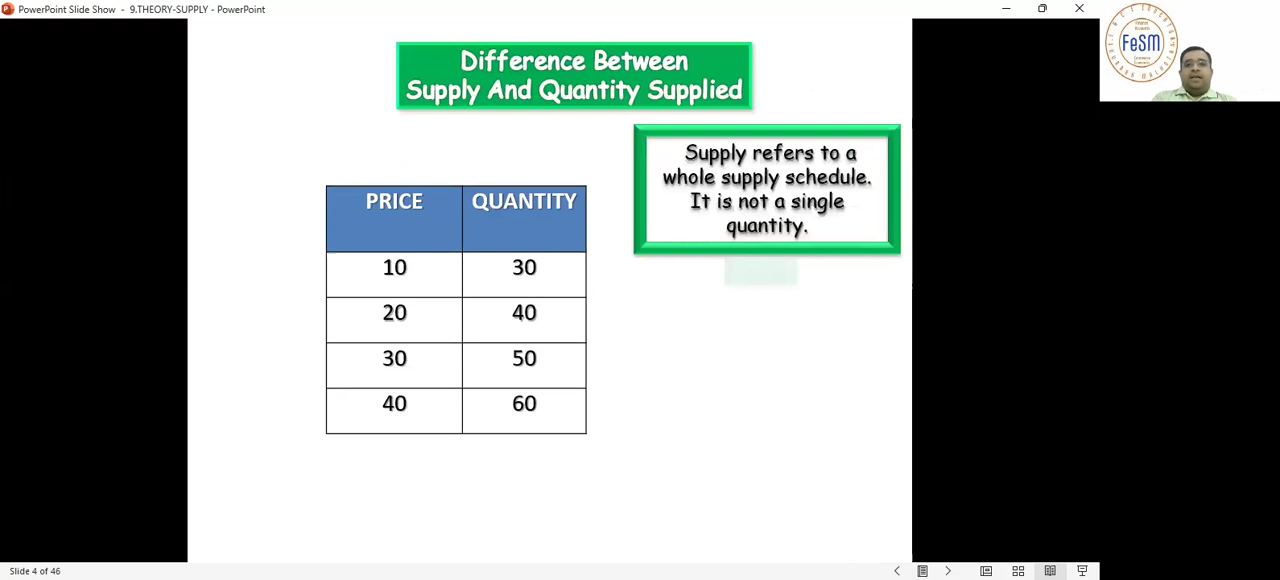 PowerPoint Slide Show - 9.THEORY-SUPPLY - PowerPoint
FeSM
Difference Between
Supply And Quantity Supplied
Supply refers to a
whole supply schedule.
It is not a single
quantity.
PRICE QUANTITY
10 30
20 40
30 50
40 60
Slide 4 of 46